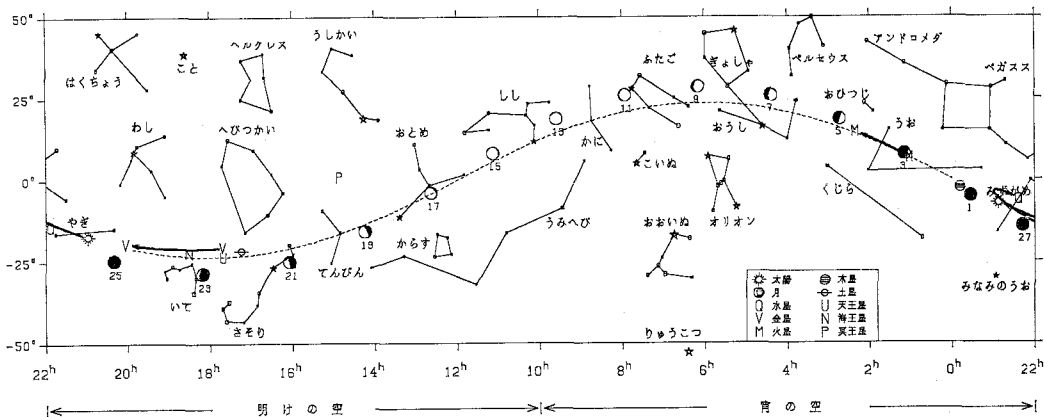 50°
25°
0°
-25°
-50°
はくちょう
こと
ヘルクレス
うしかい
ふたご
ぎょしゃ
ペルセウス
アンドロメダ
ペガスス
わし
へびつかい
おとめ
しし
かに
おうし
おひつじ
うお
P
こいぬ
くじら
みずがめ
やぎ
V
N
V
U
いて
さそり
てんびん
からす
うみへび
おおいぬ
オリオン
みなみのうお
りゅうこつ
M
Q
25
23
21
19
17
15
13
11
9
7
5
3
1
27
太陽
月
Q 水星
V 金星
M 火星
木星
土星
U 天王星
N 海王星
P 冥王星
22h 20h 18h 16h 14h 12h 10h 8h 6h 4h 2h 0h 22h
明けの空 宵の空